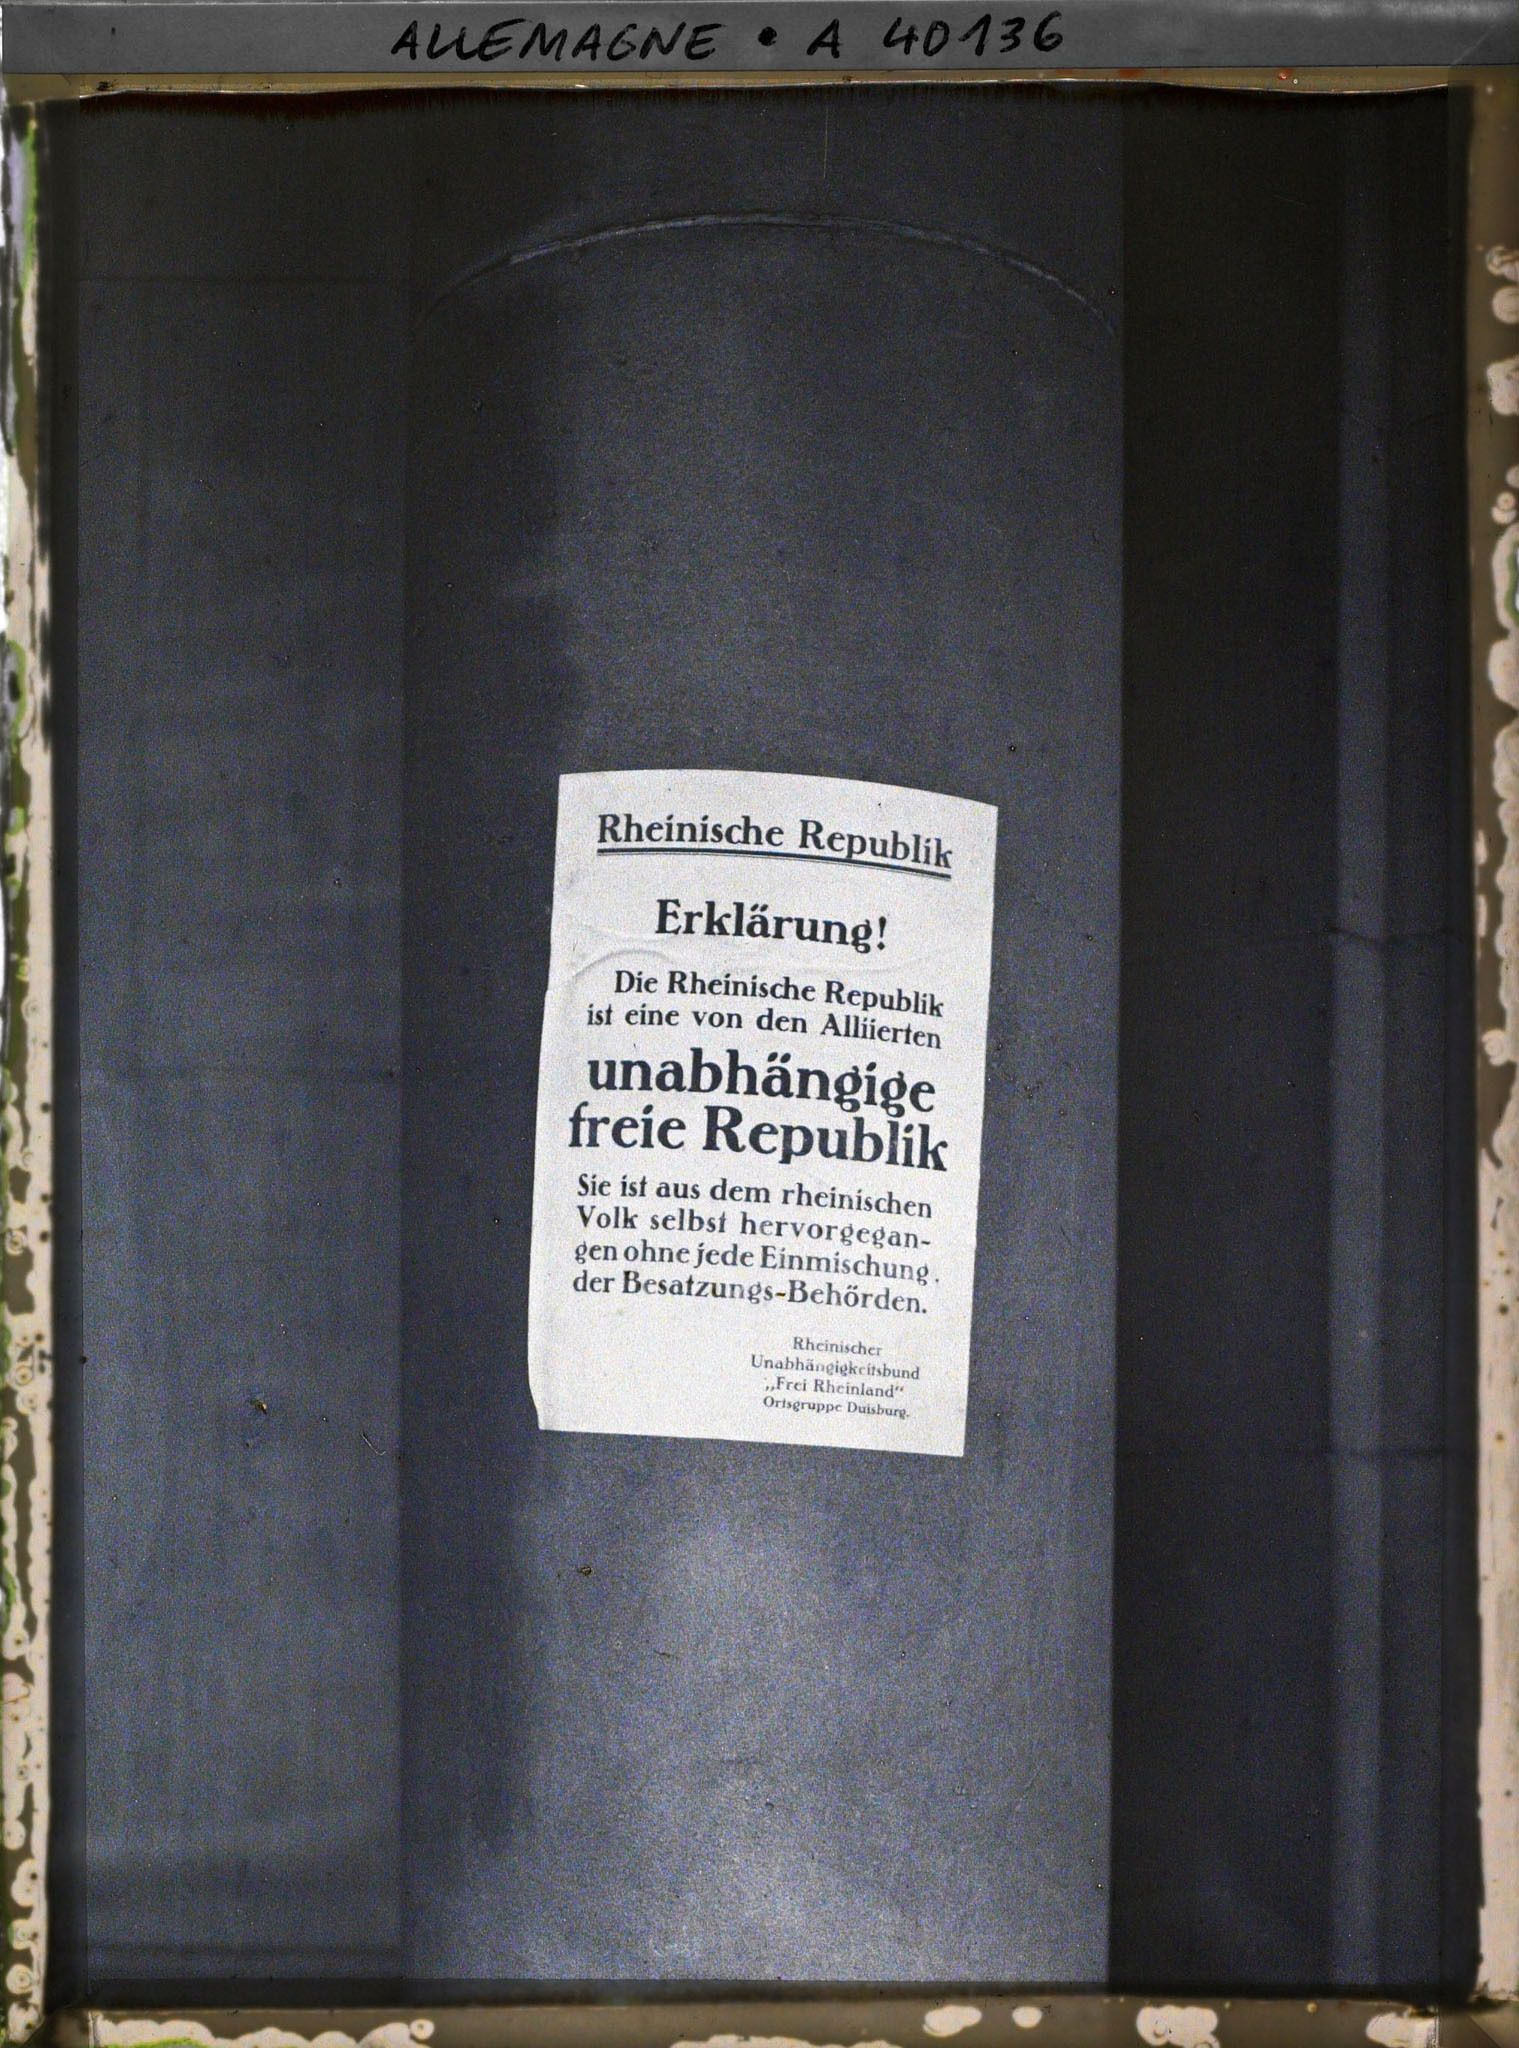 ALLEMAGNE • A 40136
Rheinische Republik
Erklärung!
Die Rheinische Republik
ist eine von den Alliierten
unabhängige
freie Republik
Sie ist aus dem rheinischen
Volk selbst hervorgegan-
gen ohne jede Einmischung.
der Besatzungs-Behörden.
Rheinischer
Unabhängigkeitsbund
„Frei Rheinland“
Ortsgruppe Duisburg.